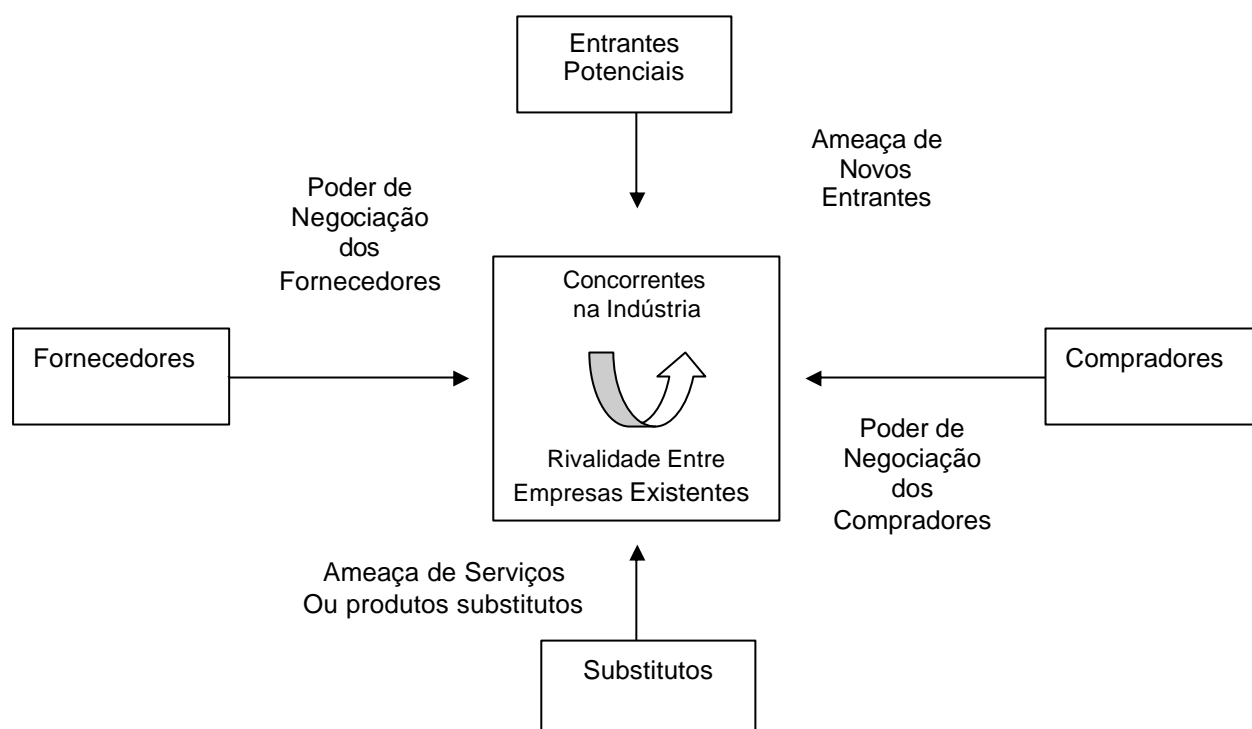 Entrantes
Potenciais
Ameaça de
Novos
Entrantes
Poder de
Negociação
dos
Fornecedores
Concorrentes
na Indústria
Fornecedores
Compradores
Rivalidade Entre
Empresas Existentes
Poder de
Negociação
dos
Compradores
Ameaça de Serviços
Ou produtos substitutos
Substitutos